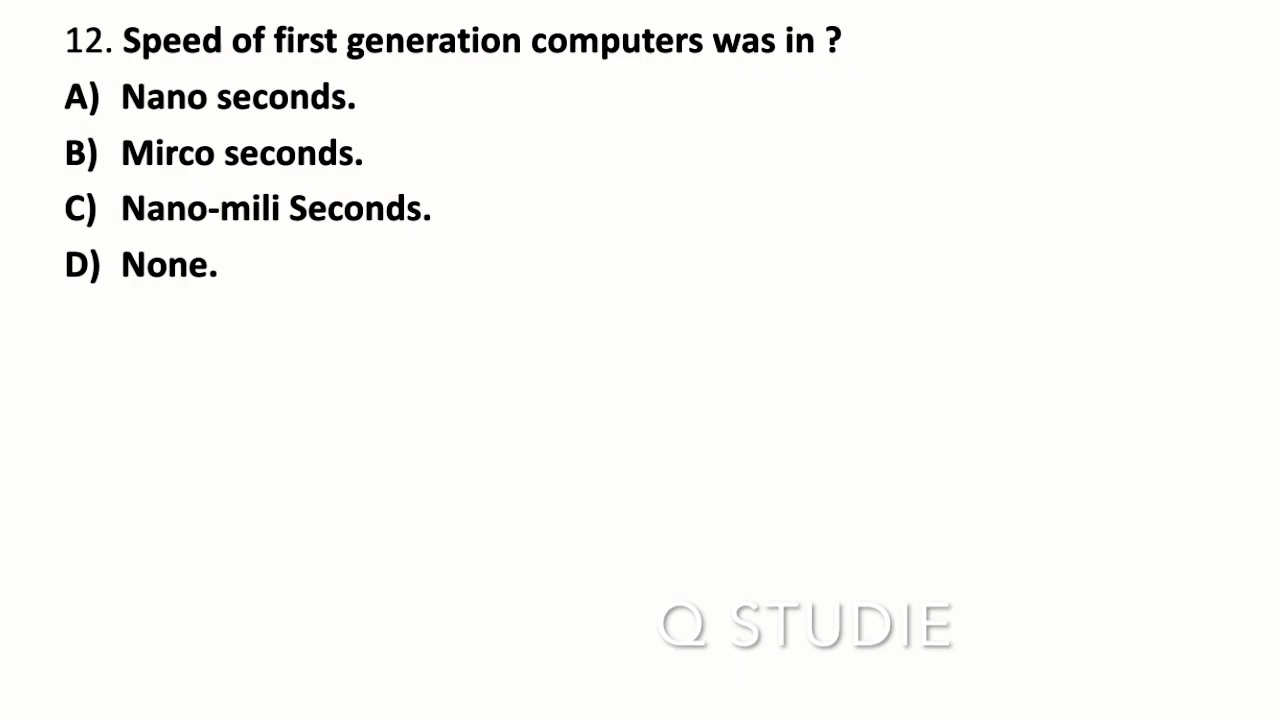 12. Speed of first generation computers was in ?
A) Nano seconds.
B) Mirco seconds.
C) Nano-mili Seconds.
D) None.
Q STUDIE